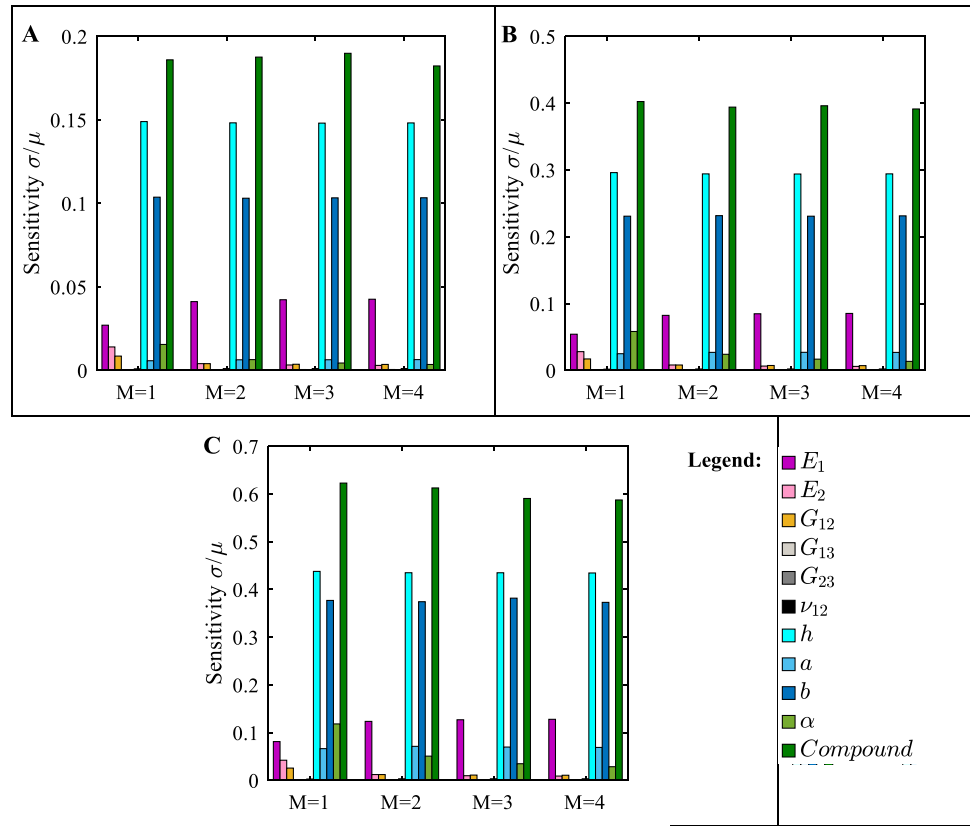 A
Sensitivity σ/μ
0.2
0.15
0.1
0.05
0
M=1 M=2 M=3 M=4
B
Sensitivity σ/μ
0.5
0.4
0.3
0.2
0.1
0
M=1 M=2 M=3 M=4
C
Sensitivity σ/μ
0.7
0.6
0.5
0.4
0.3
0.2
0.1
0
M=1 M=2 M=3 M=4
Legend:
E₁
E₂
G₁₂
G₁₃
G₂₃
ν₁₂
h
a
b
α
Compound